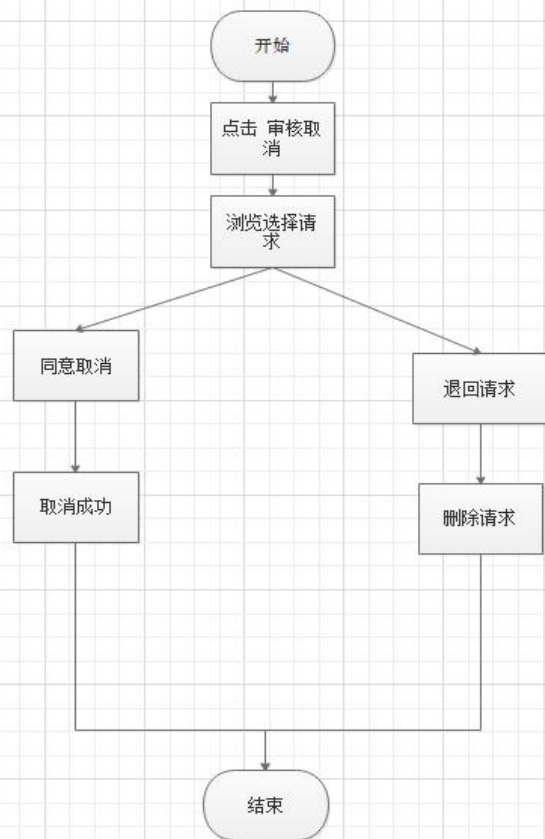 开始
点击 审核取
消
浏览选择请
求
同意取消
退回请求
取消成功
删除请求
结束